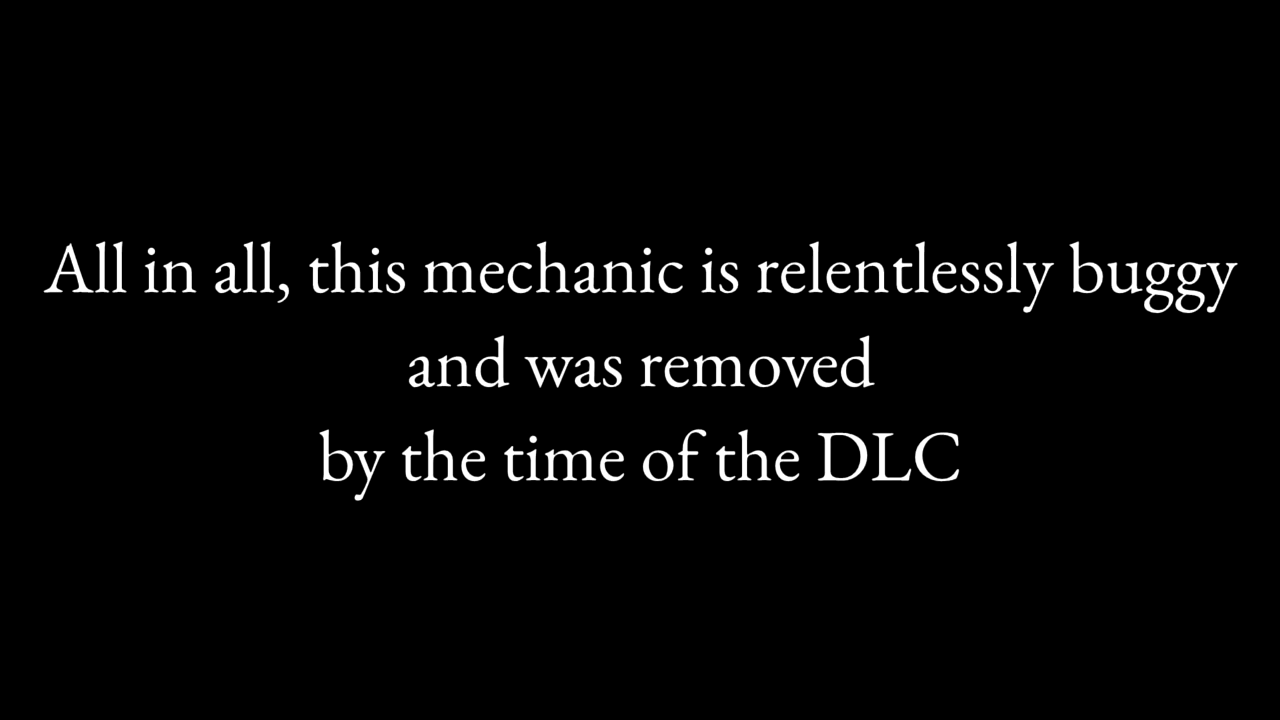 All in all, this mechanic is relentlessly buggy
and was removed
by the time of the DLC